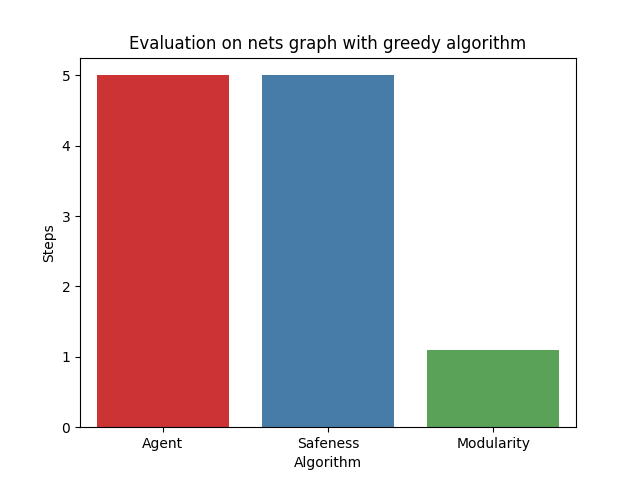 Evaluation on nets graph with greedy algorithm
5
4
3
2
1
0
Steps
Agent Safeness Modularity
Algorithm